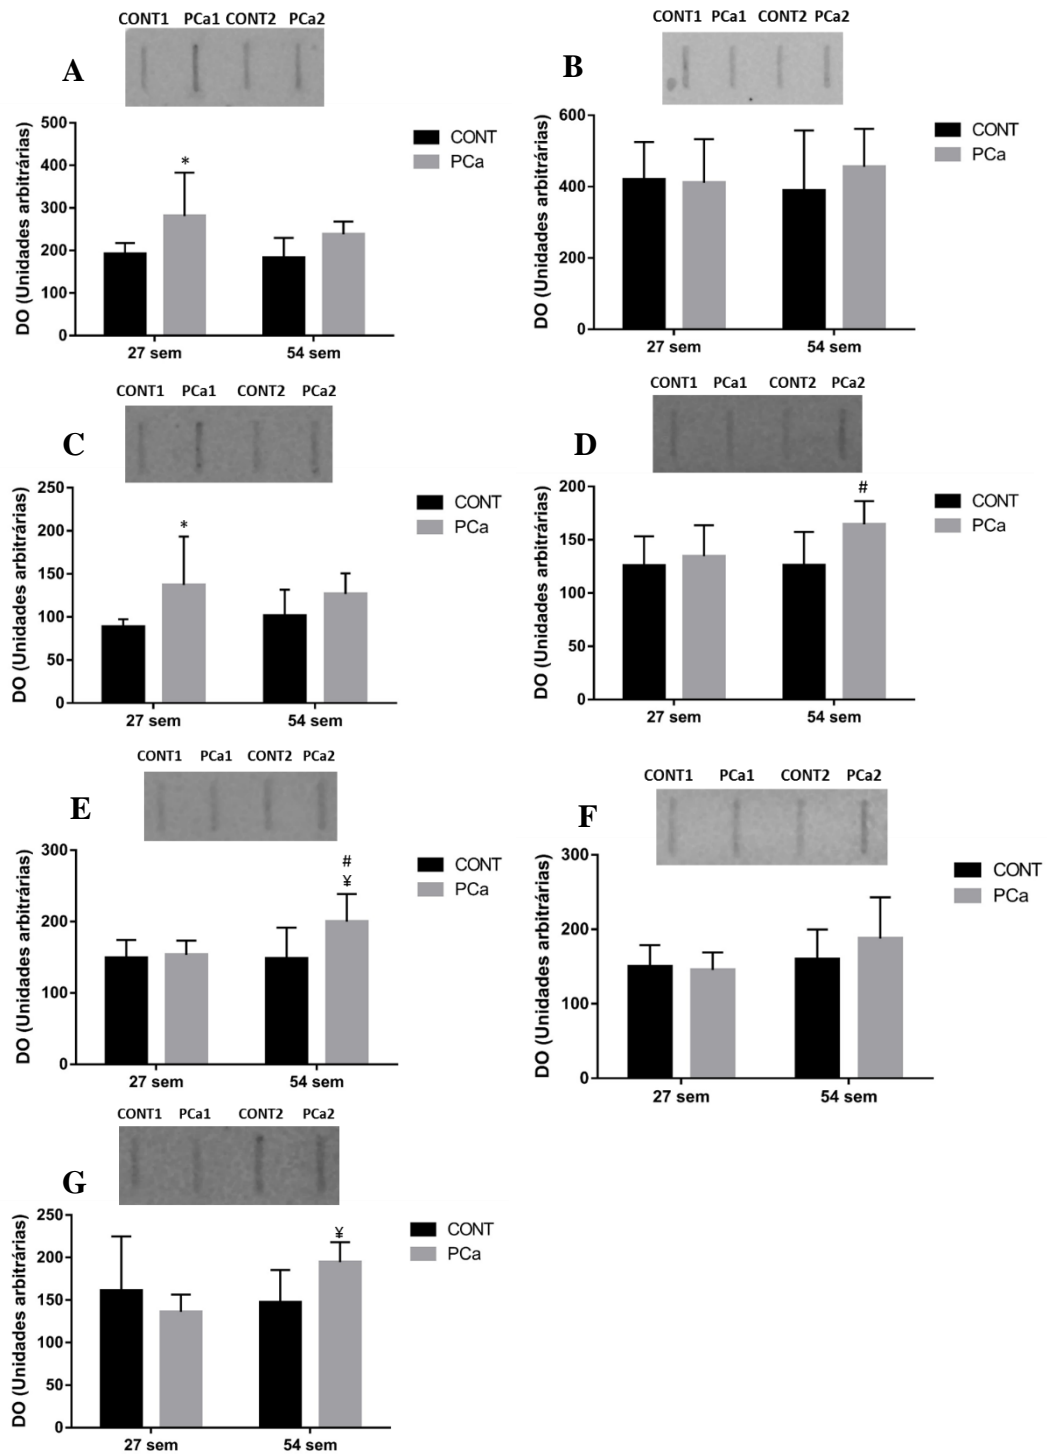 CONT1 PCa1 CONT2 PCa2
A
DO (Unidades arbitrárias)
500
400
300
200
100
0
*
27 sem 54 sem
CONT
PCa
CONT1 PCa1 CONT2 PCa2
B
DO (Unidades arbitrárias)
600
400
200
0
27 sem 54 sem
CONT
PCa
CONT1 PCa1 CONT2 PCa2
C
DO (Unidades arbitrárias)
250
200
150
100
50
0
*
27 sem 54 sem
CONT
PCa
CONT1 PCa1 CONT2 PCa2
D
DO (Unidades arbitrárias)
200
150
100
50
0
#
27 sem 54 sem
CONT
PCa
CONT1 PCa1 CONT2 PCa2
E
DO (Unidades arbitrárias)
300
200
100
0
#
¥
27 sem 54 sem
CONT
PCa
CONT1 PCa1 CONT2 PCa2
F
DO (Unidades arbitrárias)
300
200
100
0
27 sem 54 sem
CONT
PCa
CONT1 PCa1 CONT2 PCa2
G
DO (Unidades arbitrárias)
250
200
150
100
50
0
¥
27 sem 54 sem
CONT
PCa